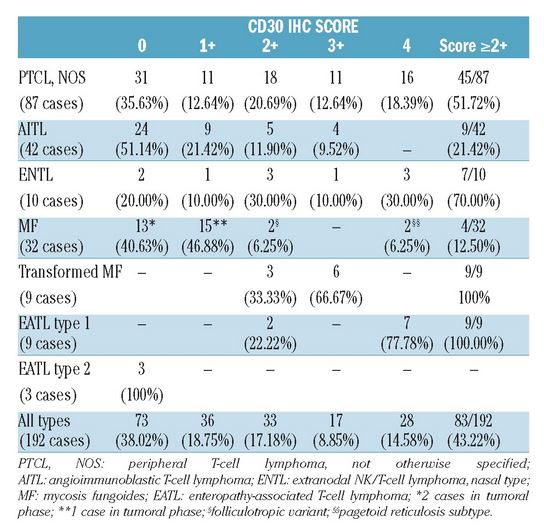 CD30 IHC SCORE
0 1+ 2+ 3+ 4 Score ≥2+
PTCL, NOS 31 11 18 11 16 45/87
(87 cases) (35.63%) (12.64%) (20.69%) (12.64%) (18.39%) (51.72%)
AITL 24 9 5 4 9/42
(42 cases) (51.14%) (21.42%) (11.90%) (9.52%) – (21.42%)
ENTL 2 1 3 1 3 7/10
(10 cases) (20.00%) (10.00%) (30.00%) (10.00%) (30.00%) (70.00%)
MF 13* 15** 2§ – 2§§ 4/32
(32 cases) (40.63%) (46.88%) (6.25%) (6.25%) (12.50%)
Transformed MF – – 3 6 – 9/9
(9 cases) (33.33%) (66.67%) 100%
EATL type 1 – – 2 – 7 9/9
(9 cases) (22.22%) (77.78%) (100.00%)
EATL type 2 3 – – – – –
(3 cases) (100%)
All types 73 36 33 17 28 83/192
(192 cases) (38.02%) (18.75%) (17.18%) (8.85%) (14.58%) (43.22%)
PTCL, NOS: peripheral T-cell lymphoma, not otherwise specified;
AITL: angioimmunoblastic T-cell lymphoma; ENTL: extranodal NK/T-cell lymphoma, nasal type;
MF: mycosis fungoides; EATL: enteropathy-associated T-cell lymphoma; *2 cases in tumoral
phase; **1 case in tumoral phase; §folliculotropic variant; §§pagetoid reticulosis subtype.